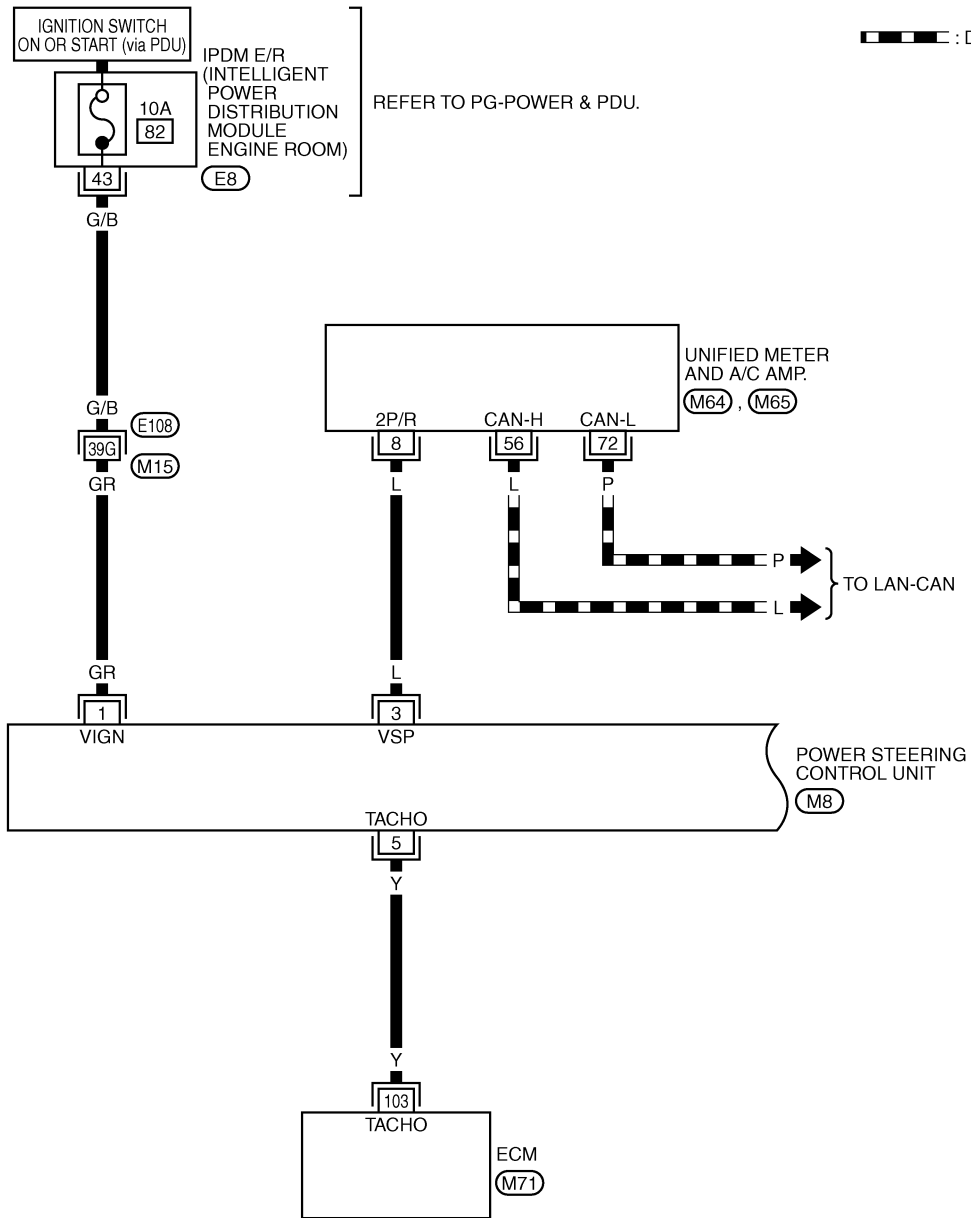 IGNITION SWITCH
ON OR START (via PDU)
: D
IPDM E/R
(INTELLIGENT
POWER
DISTRIBUTION
MODULE
ENGINE ROOM)
E8
10A
82
REFER TO PG-POWER & PDU.
43
G/B
G/B
E108
39G
M15
GR
UNIFIED METER
AND A/C AMP.
M64 , M65
2P/R CAN-H CAN-L
8 56 72
L L P
P
L
TO LAN-CAN
GR L
1 3
VIGN VSP
POWER STEERING
CONTROL UNIT
M8
TACHO
5
Y
Y
103
TACHO
ECM
M71